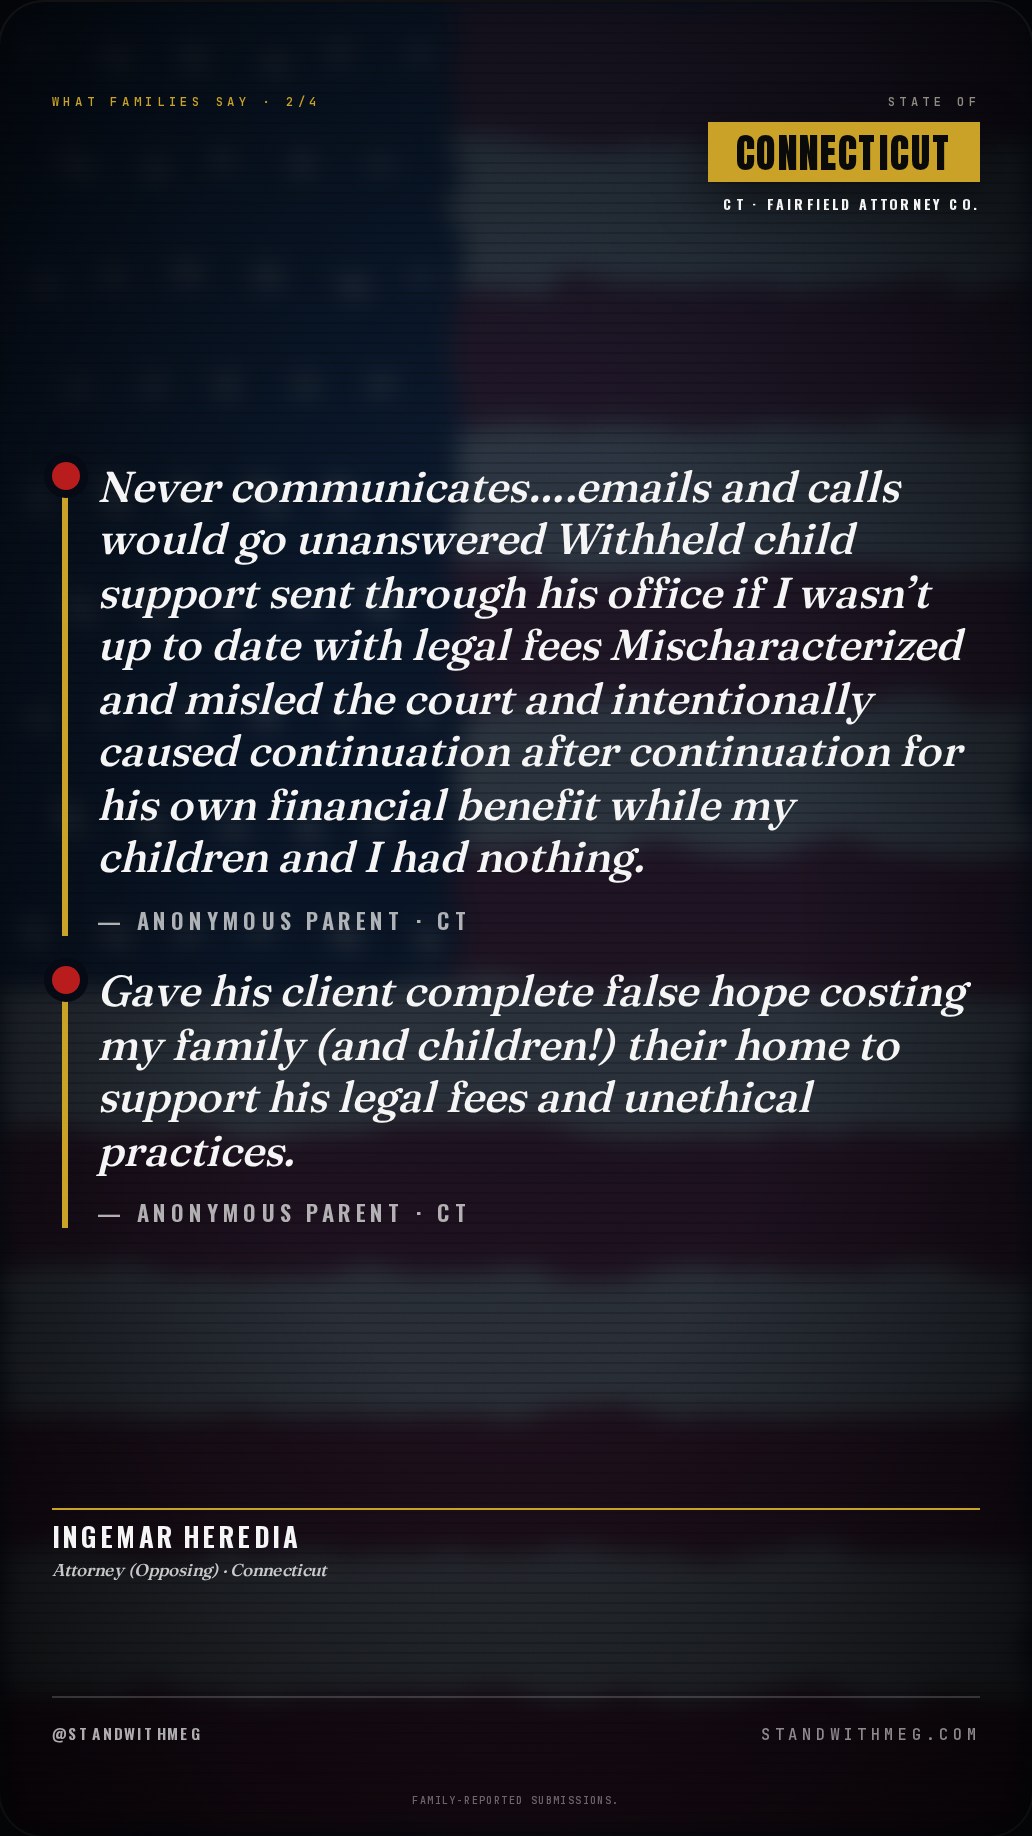 WHAT FAMILIES SAY · 2/4
STATE OF
CONNECTICUT
CT · FAIRFIELD ATTORNEY CO.
Never communicates....emails and calls
would go unanswered Withheld child
support sent through his office if I wasn’t
up to date with legal fees Mischaracterized
and misled the court and intentionally
caused continuation after continuation for
his own financial benefit while my
children and I had nothing.
— ANONYMOUS PARENT · CT
Gave his client complete false hope costing
my family (and children!) their home to
support his legal fees and unethical
practices.
— ANONYMOUS PARENT · CT
INGEMAR HEREDIA
Attorney (Opposing) · Connecticut
@STANDWITHMEG
STANDWITHMEG.COM
FAMILY-REPORTED SUBMISSIONS.